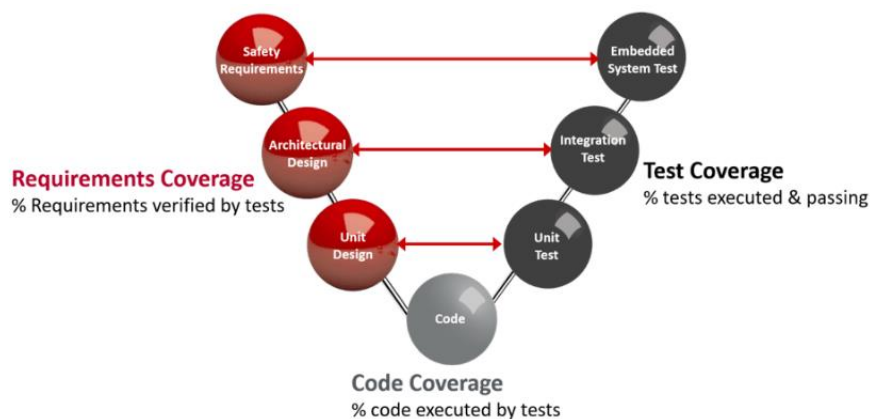 Safety
Requirements
Embedded
System Test
Architectural
Design
Integration
Test
Requirements Coverage
% Requirements verified by tests
Test Coverage
% tests executed & passing
Unit
Design
Unit
Test
Code
Code Coverage
% code executed by tests